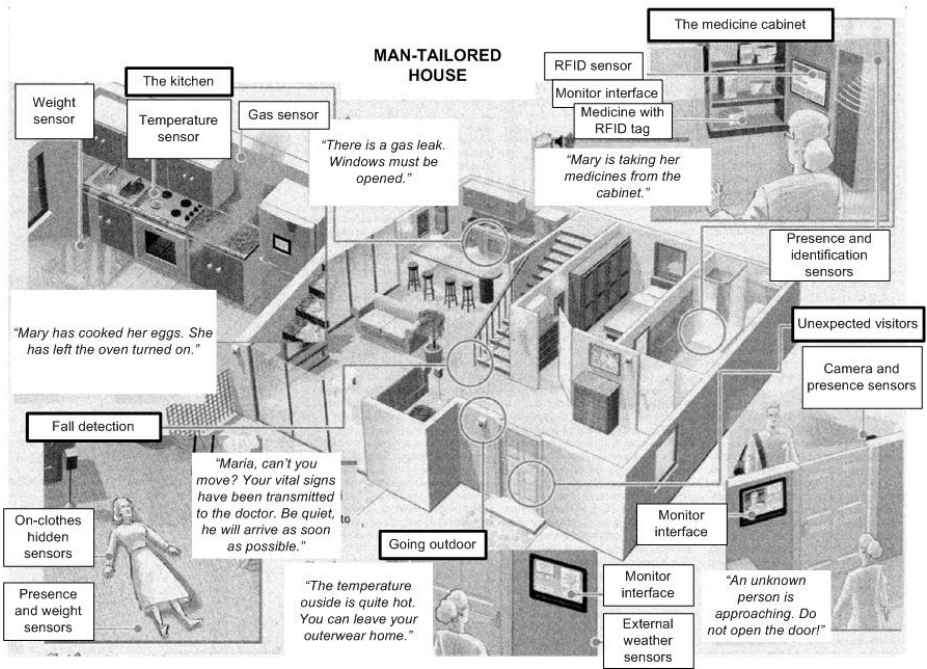 The medicine cabinet
MAN-TAILORED
HOUSE
RFID sensor
Monitor interface
Medicine with
RFID tag
The kitchen
Weight
sensor
Temperature
sensor
Gas sensor
“There is a gas leak.
Windows must be
opened.”
“Mary is taking her
medicines from the
cabinet.”
Presence and
identification
sensors
“Mary has cooked her eggs. She
has left the oven turned on.”
Unexpected visitors
Camera and
presence sensors
Fall detection
“Maria, can’t you
move? Your vital signs
have been transmitted
to the doctor. Be quiet,
he will arrive as soon
as possible.”
to
On-clothes
hidden
sensors
Going outdoor
Monitor
interface
Presence and
weight sensors
“The temperature
ouside is quite hot.
You can leave your
outerwear home.”
Monitor
interface
External
weather
sensors
“An unknown
person is
approaching. Do
not open the door!”